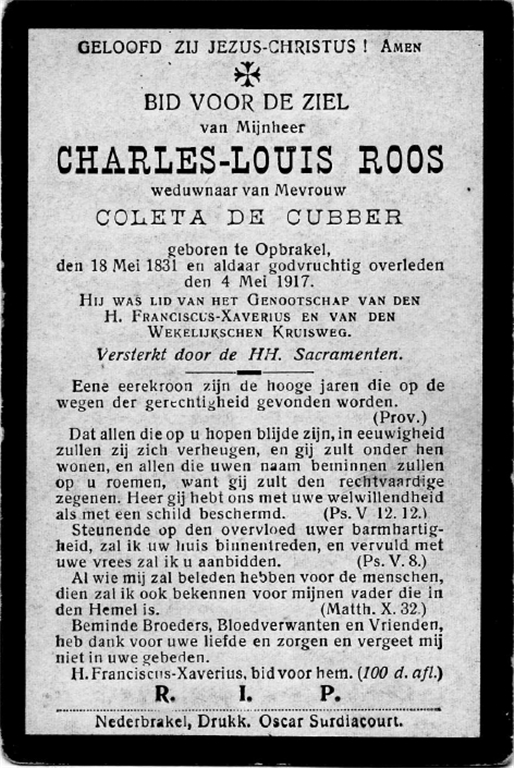 GELOOFD ZIJ JEZUS-CHRISTUS ! AMEN
BID VOOR DE ZIEL
van Mijnheer
CHARLES-LOUIS ROOS
weduwnaar van Mevrouw
COLETA DE CUBBER
geboren te Opbrakel,
den 18 Mei 1831 en aldaar godvruchtig overleden
den 4 Mei 1917.
HIJ WAS LID VAN HET GENOOTSCHAP VAN DEN
H. FRANCISCUS-XAVERIUS EN VAN DEN
WEKELIJKSCHEN KRUISWEG.
Versterkt door de HH. Sacramenten.
Eene eerekroon zijn de hooge jaren die op de
wegen der gerechtigheid gevonden worden.
(Prov.)
Dat allen die op u hopen blijde zijn, in eeuwigheid
zullen zij zich verheugen, en gij zult onder hen
wonen, en allen die uwen naam beminnen zullen
op u roemen, want gij zult den rechtvaardige
zegenen. Heer gij hebt ons met uwe welwillendheid
als met een schild beschermd. (Ps. V 12. 12.)
Steunende op den overvloed uwer barmhartig-
heid, zal ik uw huis binnentreden, en vervuld met
uwe vrees zal ik u aanbidden. (Ps. V. 8.)
Al wie mij zal beleden hebben voor de menschen,
dien zal ik ook bekennen voor mijnen vader die in
den Hemel is. (Matth. X. 32.)
Beminde Broeders, Bloedverwanten en Vrienden,
heb dank voor uwe liefde en zorgen en vergeet mij
niet in uwe gebeden.
H. Franciscus-Xaverius, bid voor hem. (100 d. afl.)
R. I. P.
Nederbrakel, Drukk. Oscar Surdiacourt.